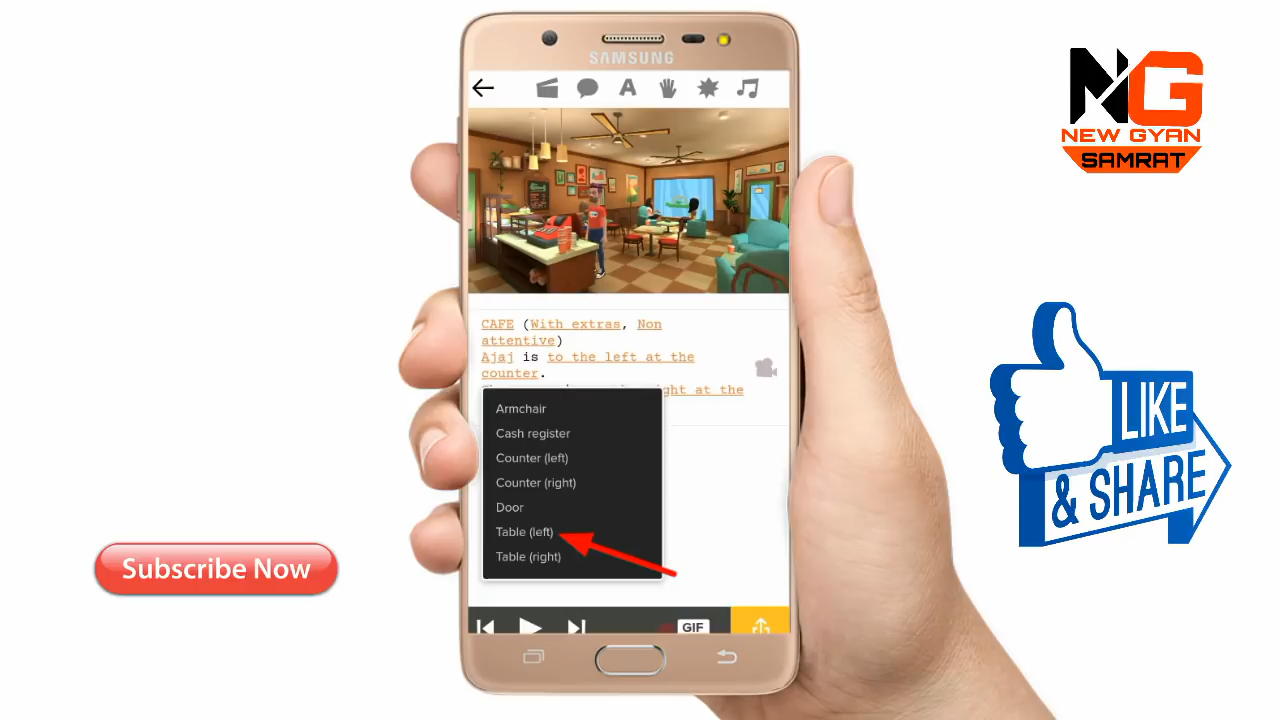 SAMSUNG
A
CAFE (With extras, Non
attentive)
Ajaj is to the left at the
counter.
right at the
Armchair
Cash register
Counter (left)
Counter (right)
Door
Table (left)
Table (right)
GIF
NG
NEW GYAN
SAMRAT
LIKE
& SHARE
Subscribe Now